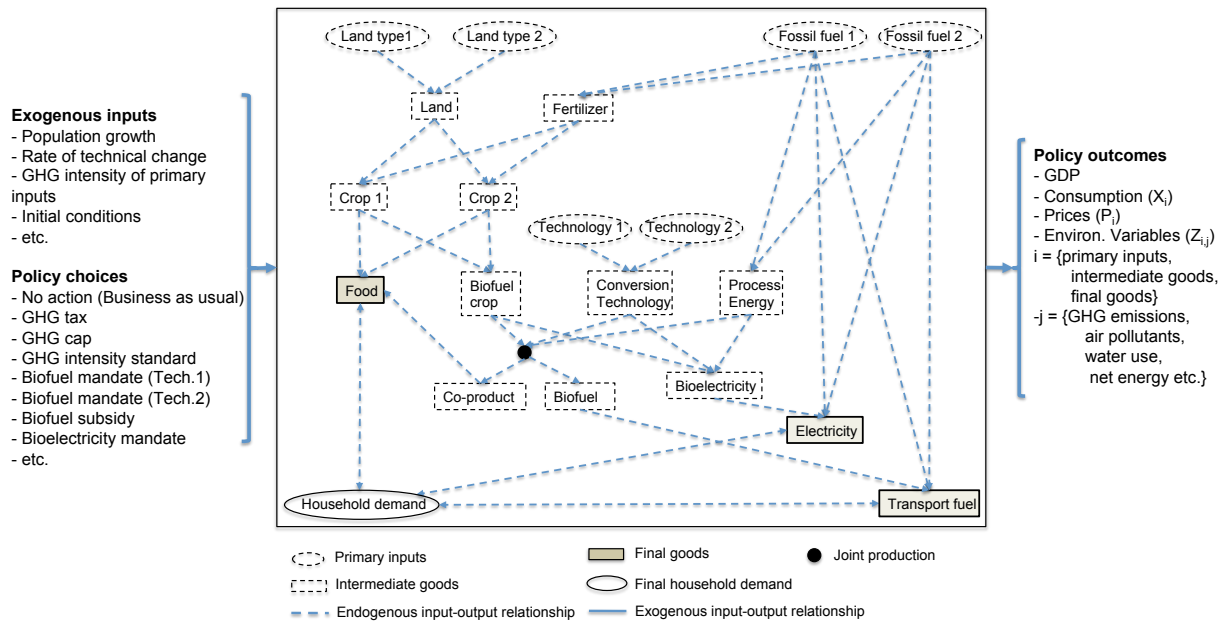 Land type1
Land type 2
Fossil fuel 1
Fossil fuel 2
Land
Fertilizer
Exogenous inputs
- Population growth
- Rate of technical change
- GHG intensity of primary
inputs
- Initial conditions
- etc.
Policy choices
- No action (Business as usual)
- GHG tax
- GHG cap
- GHG intensity standard
- Biofuel mandate (Tech.1)
- Biofuel mandate (Tech.2)
- Biofuel subsidy
- Bioelectricity mandate
- etc.
Crop 1
Crop 2
Technology 1
Technology 2
Food
Biofuel
crop
Conversion
Technology
Process
Energy
Co-product
Biofuel
Bioelectricity
Electricity
Household demand
Transport fuel
Policy outcomes
- GDP
- Consumption (Xi)
- Prices (Pi)
- Environ. Variables (Zi,j)
i = {primary inputs,
intermediate goods,
final goods}
-j = {GHG emissions,
air pollutants,
water use,
net energy etc.}
Primary inputs
Final goods
Joint production
Intermediate goods
Final household demand
Endogenous input-output relationship
Exogenous input-output relationship